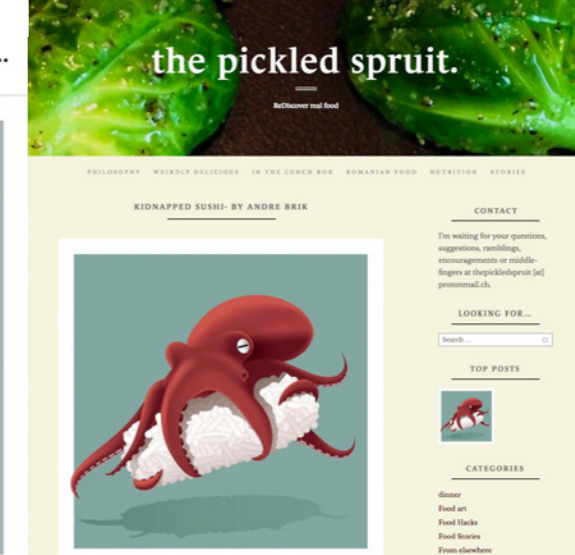 ..
the pickled spruit.
ReDiscover real food
PHILOSOPHY WEIRDLY DELICIOUS IN THE LUNCH BOX ROMANIAN FOOD NUTRITION STORIES
KIDNAPPED SUSHI- BY ANDRE BRIK
CONTACT
I'm waiting for your questions,
suggestions, ramblings,
encouragements or middle-
fingers at thepickledspruit [at]
protonmail.ch.
LOOKING FOR...
Search ...
TOP POSTS
CATEGORIES
dinner
Food art
Food Hacks
Food Stories
From elsewhere